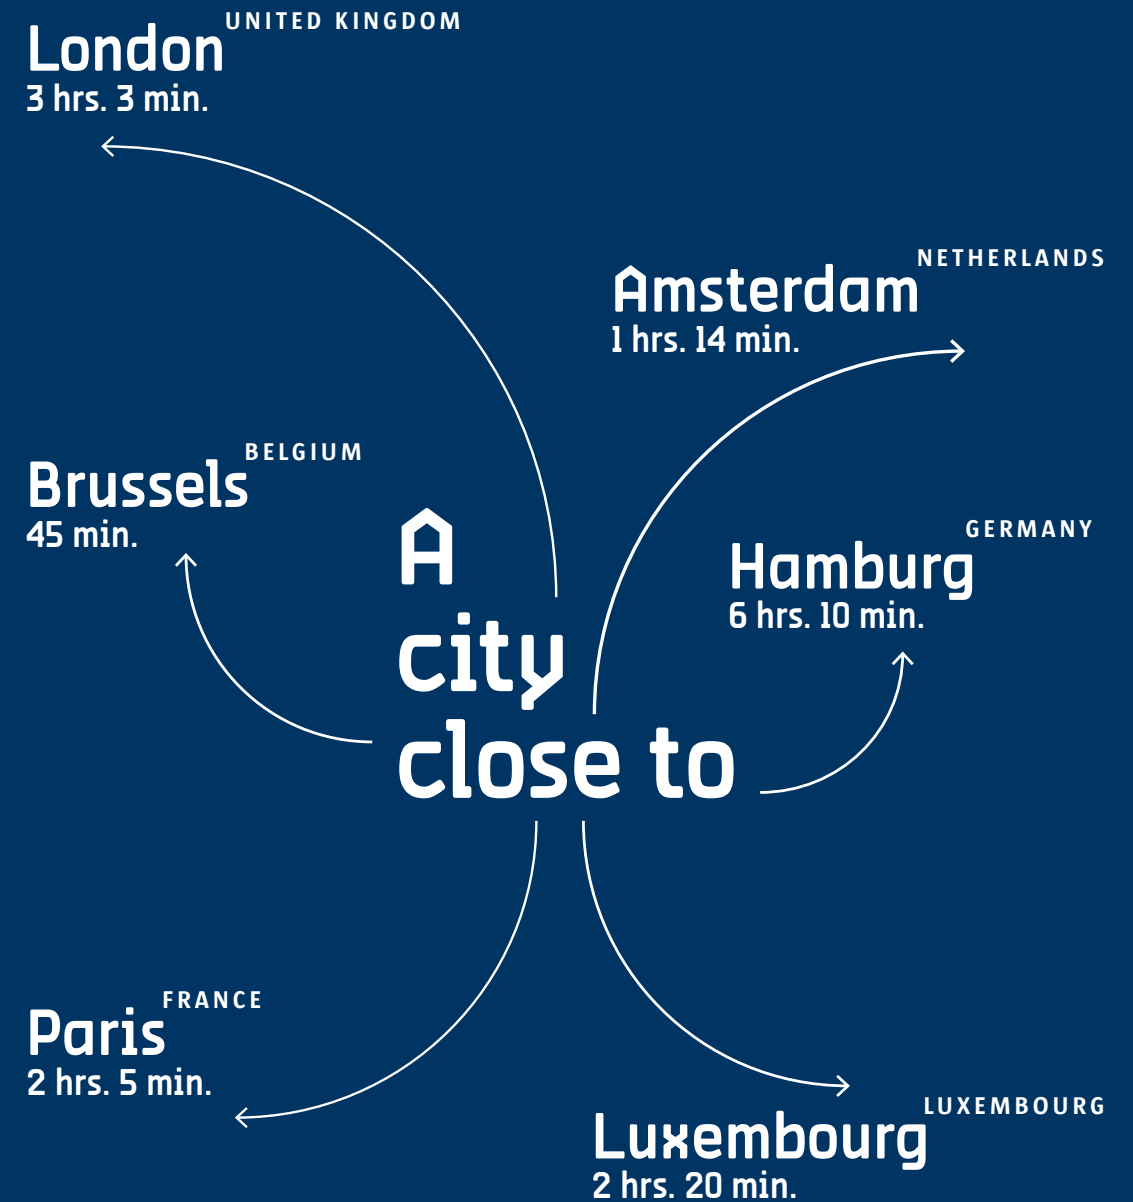 London UNITED KINGDOM
3 hrs. 3 min.
Amsterdam NETHERLANDS
1 hrs. 14 min.
Brussels BELGIUM
45 min.
A
city
close to
Hamburg GERMANY
6 hrs. 10 min.
Paris FRANCE
2 hrs. 5 min.
Luxembourg LUXEMBOURG
2 hrs. 20 min.